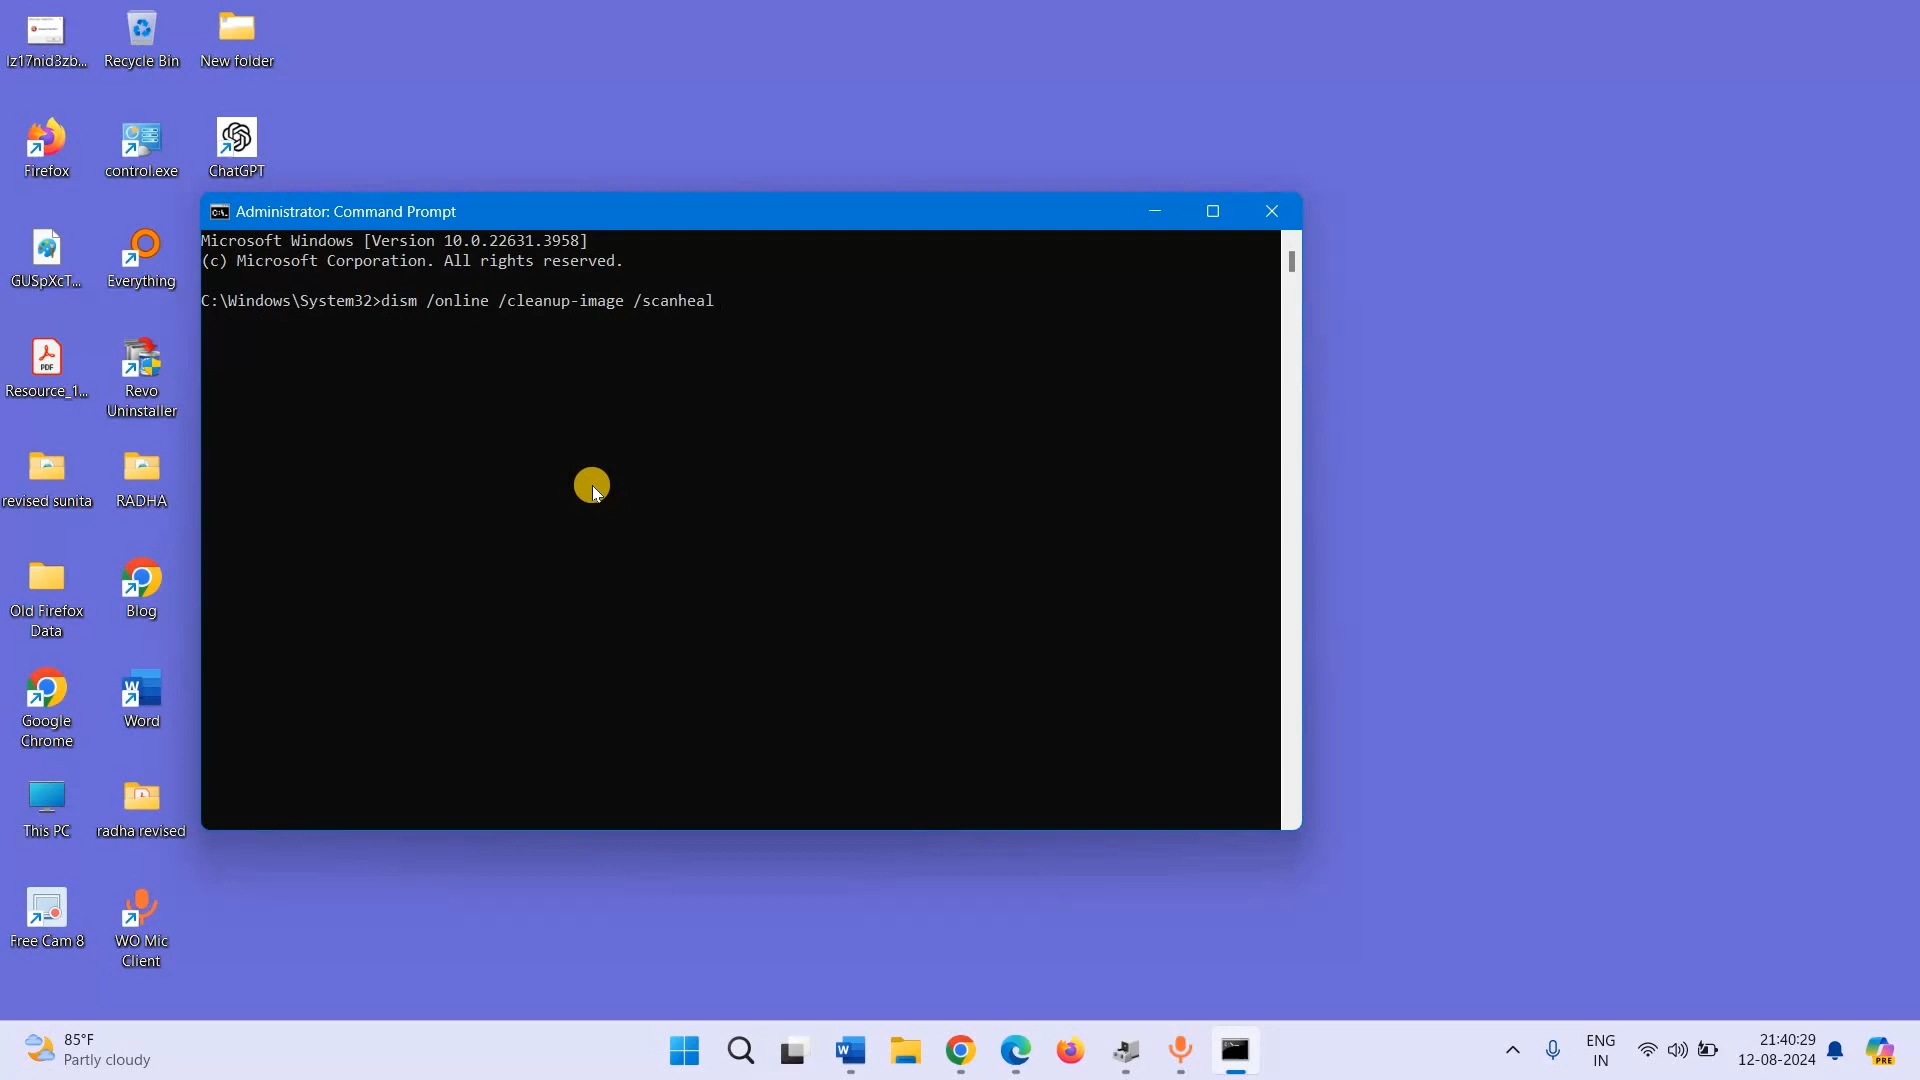 lz17nid3zb...
Recycle Bin
New folder
Firefox
control.exe
ChatGPT
GUSpXcT...
Everything
PDF
Resource_1...
Revo
Uninstaller
revised sunita
RADHA
Old Firefox
Data
Blog
Google
Chrome
W
Word
This PC
radha revised
Free Cam 8
WO Mic
Client
Administrator: Command Prompt
Microsoft Windows [Version 10.0.22631.3958]
(c) Microsoft Corporation. All rights reserved.
C:\Windows\System32>dism /online /cleanup-image /scanheal
85°F
Partly cloudy
W
ENG
IN
21:40:29
12-08-2024
PRE